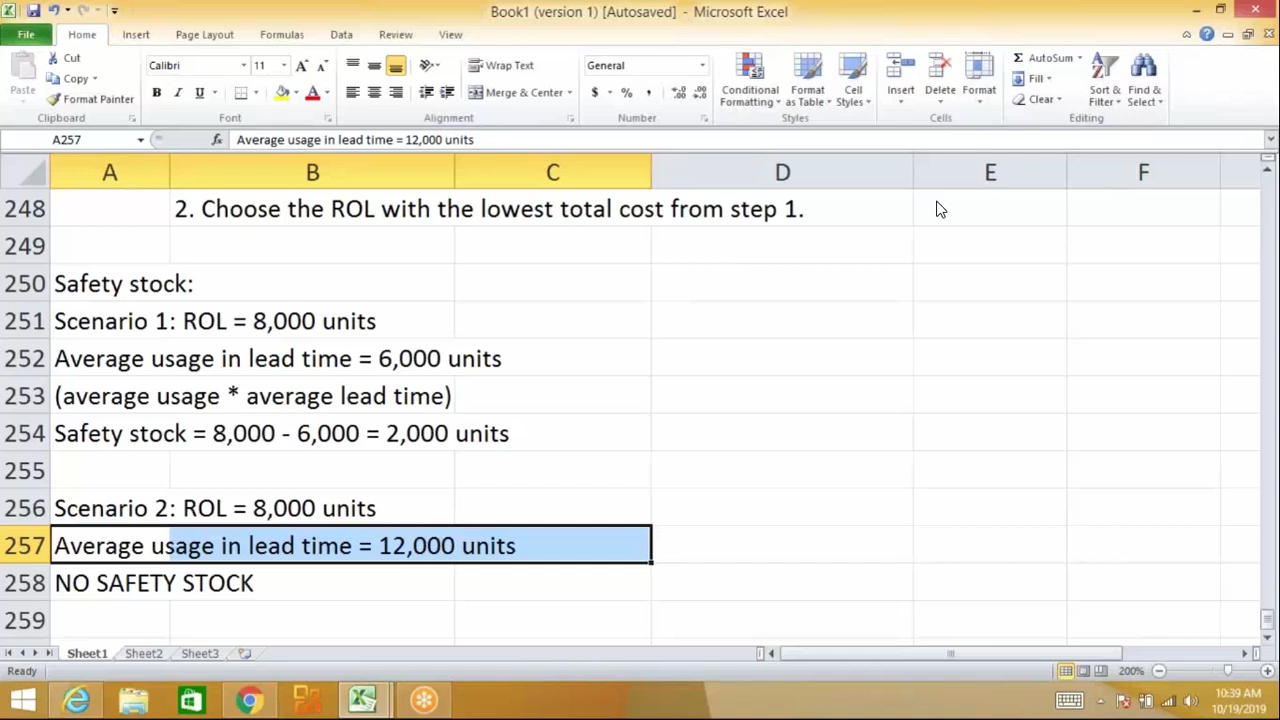 Book1 (version 1) [Autosaved] - Microsoft Excel
File Home Insert Page Layout Formulas Data Review View
Paste
Cut
Copy
Format Painter
Clipboard
Calibri 11
B I U
Font
Wrap Text
Merge & Center
Alignment
General
$ % ,
Number
Conditional Formatting
Format as Table
Cell Styles
Styles
Insert Delete Format
Cells
Σ AutoSum
Fill
Clear
Sort & Filter
Find & Select
Editing
A257 fx Average usage in lead time = 12,000 units
A B C D E F
248 2. Choose the ROL with the lowest total cost from step 1.
249
250 Safety stock:
251 Scenario 1: ROL = 8,000 units
252 Average usage in lead time = 6,000 units
253 (average usage * average lead time)
254 Safety stock = 8,000 - 6,000 = 2,000 units
255
256 Scenario 2: ROL = 8,000 units
257 Average usage in lead time = 12,000 units
258 NO SAFETY STOCK
259
Sheet1 Sheet2 Sheet3
Ready 200%
10:39 AM
10/19/2019